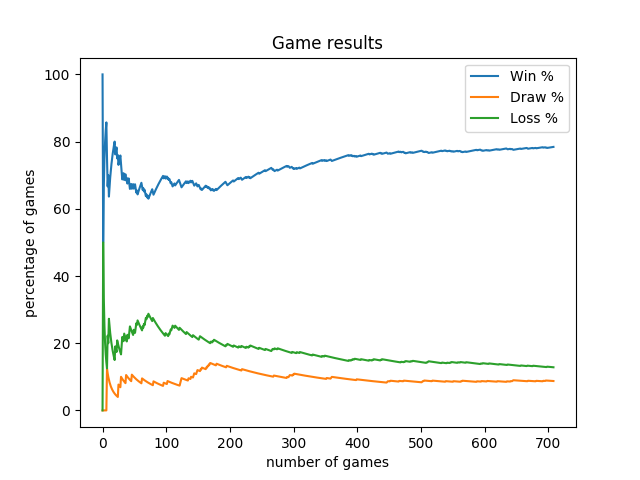 Game results
Win %
Draw %
Loss %
percentage of games
100
80
60
40
20
0
0 100 200 300 400 500 600 700
number of games